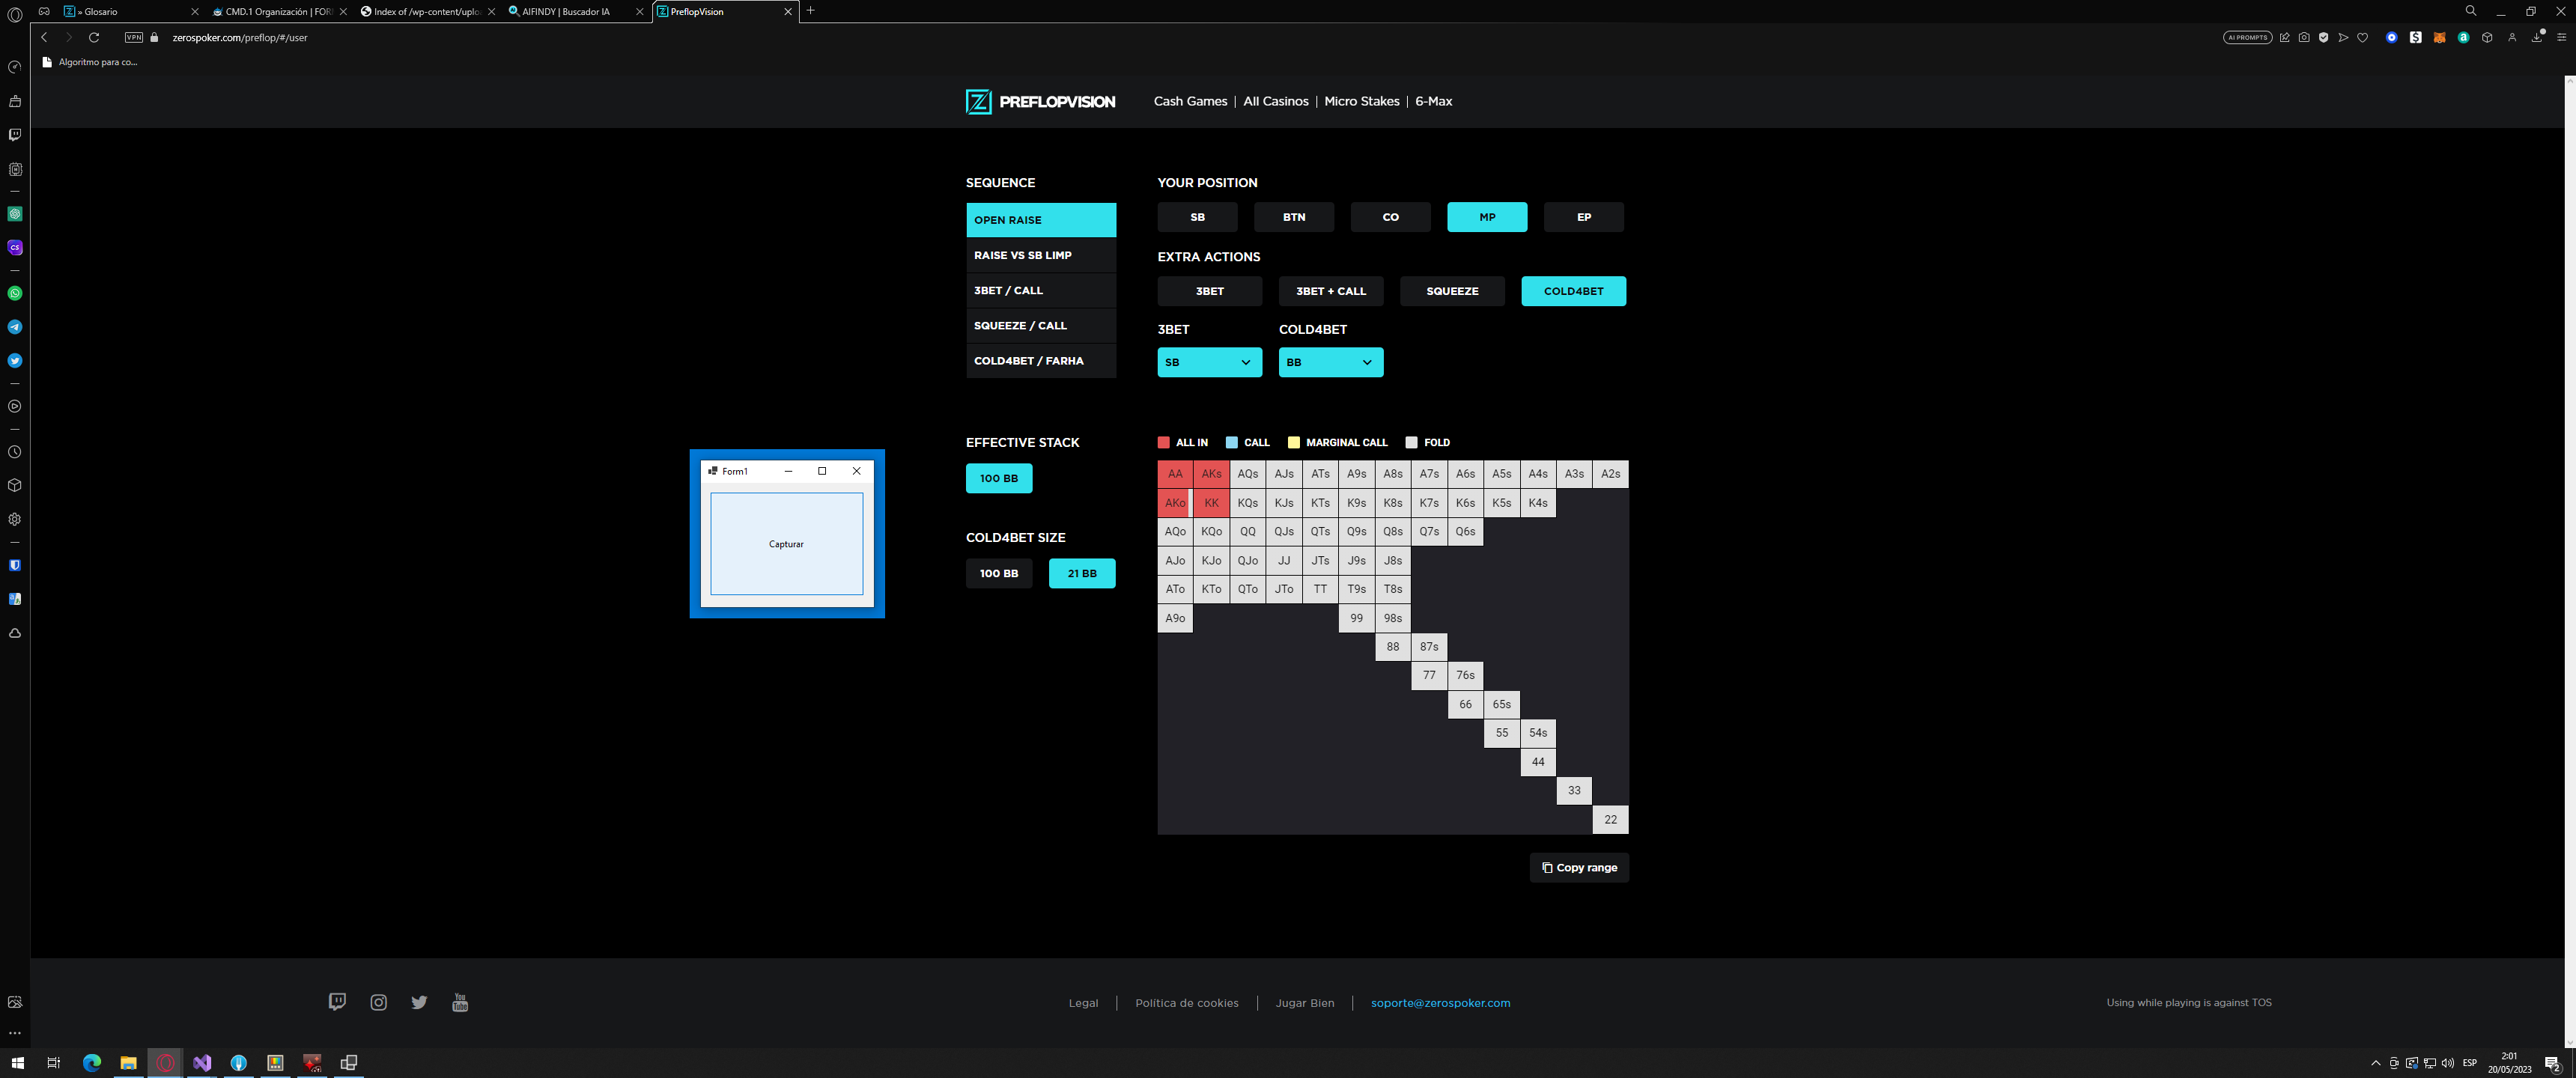 » Glosario
CMD.1 Organización | FOR
Index of /wp-content/uplo
AIFINDY | Buscador IA
PreflopVision
VPN
zerospoker.com/preflop/#/user
AI PROMPTS
Algoritmo para co...
PREFLOPVISION
Cash Games | All Casinos | Micro Stakes | 6-Max
SEQUENCE
OPEN RAISE
RAISE VS SB LIMP
3BET / CALL
SQUEEZE / CALL
COLD4BET / FARHA
YOUR POSITION
SB BTN CO MP EP
EXTRA ACTIONS
3BET 3BET + CALL SQUEEZE COLD4BET
3BET COLD4BET
SB BB
Form1
Capturar
EFFECTIVE STACK
100 BB
COLD4BET SIZE
100 BB 21 BB
ALL IN CALL MARGINAL CALL FOLD
AA AKs AQs AJs ATs A9s A8s A7s A6s A5s A4s A3s A2s
AKo KK KQs KJs KTs K9s K8s K7s K6s K5s K4s
AQo KQo QQ QJs QTs Q9s Q8s Q7s Q6s
AJo KJo QJo JJ JTs J9s J8s
ATo KTo QTo JTo TT T9s T8s
A9o 99 98s
88 87s
77 76s
66 65s
55 54s
44
33
22
Copy range
You Tube
Legal | Política de cookies | Jugar Bien | soporte@zerospoker.com
Using while playing is against TOS
ESP
2:01
20/05/2023
2